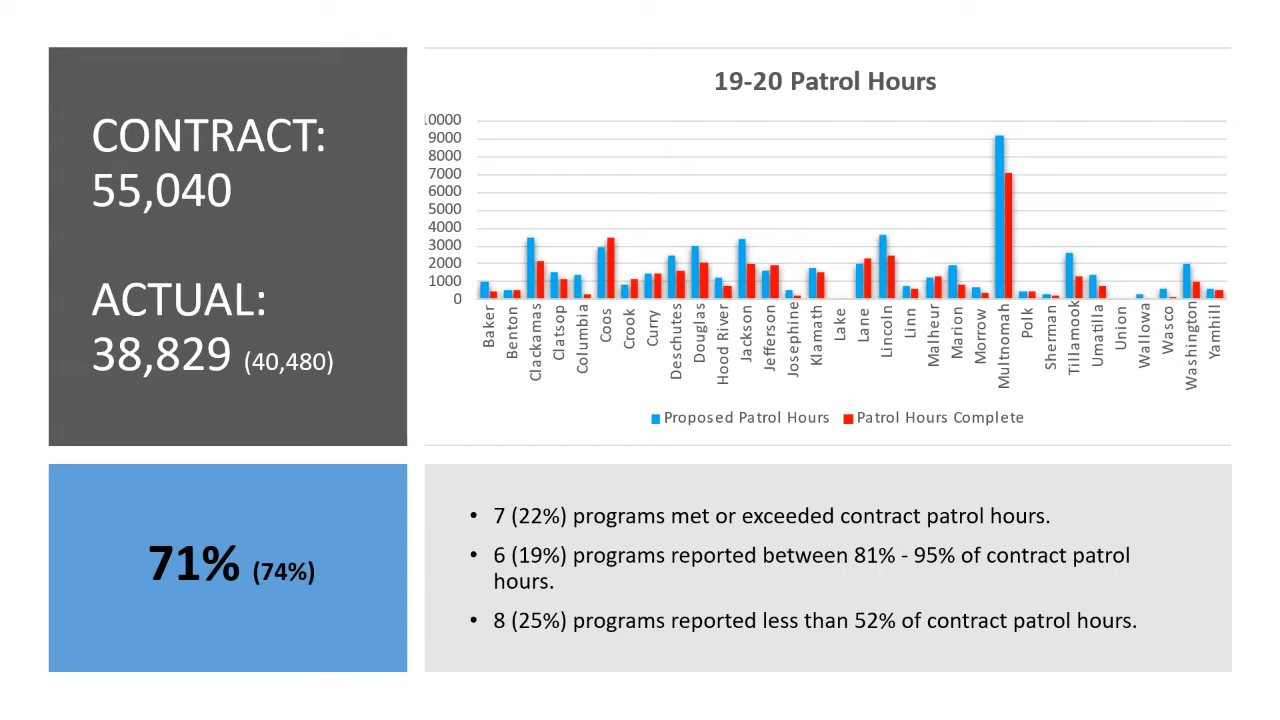 CONTRACT:
55,040
ACTUAL:
38,829 (40,480)
19-20 Patrol Hours
10000
9000
8000
7000
6000
5000
4000
3000
2000
1000
0
Baker
Benton
Clackamas
Clatsop
Columbia
Coos
Crook
Curry
Deschutes
Douglas
Hood River
Jackson
Jefferson
Josephine
Klamath
Lake
Lane
Lincoln
Linn
Malheur
Marion
Morrow
Multnomah
Polk
Sherman
Tillamook
Umatilla
Union
Wallowa
Wasco
Washington
Yamhill
Proposed Patrol Hours
Patrol Hours Complete
71% (74%)
• 7 (22%) programs met or exceeded contract patrol hours.
• 6 (19%) programs reported between 81% - 95% of contract patrol
hours.
• 8 (25%) programs reported less than 52% of contract patrol hours.